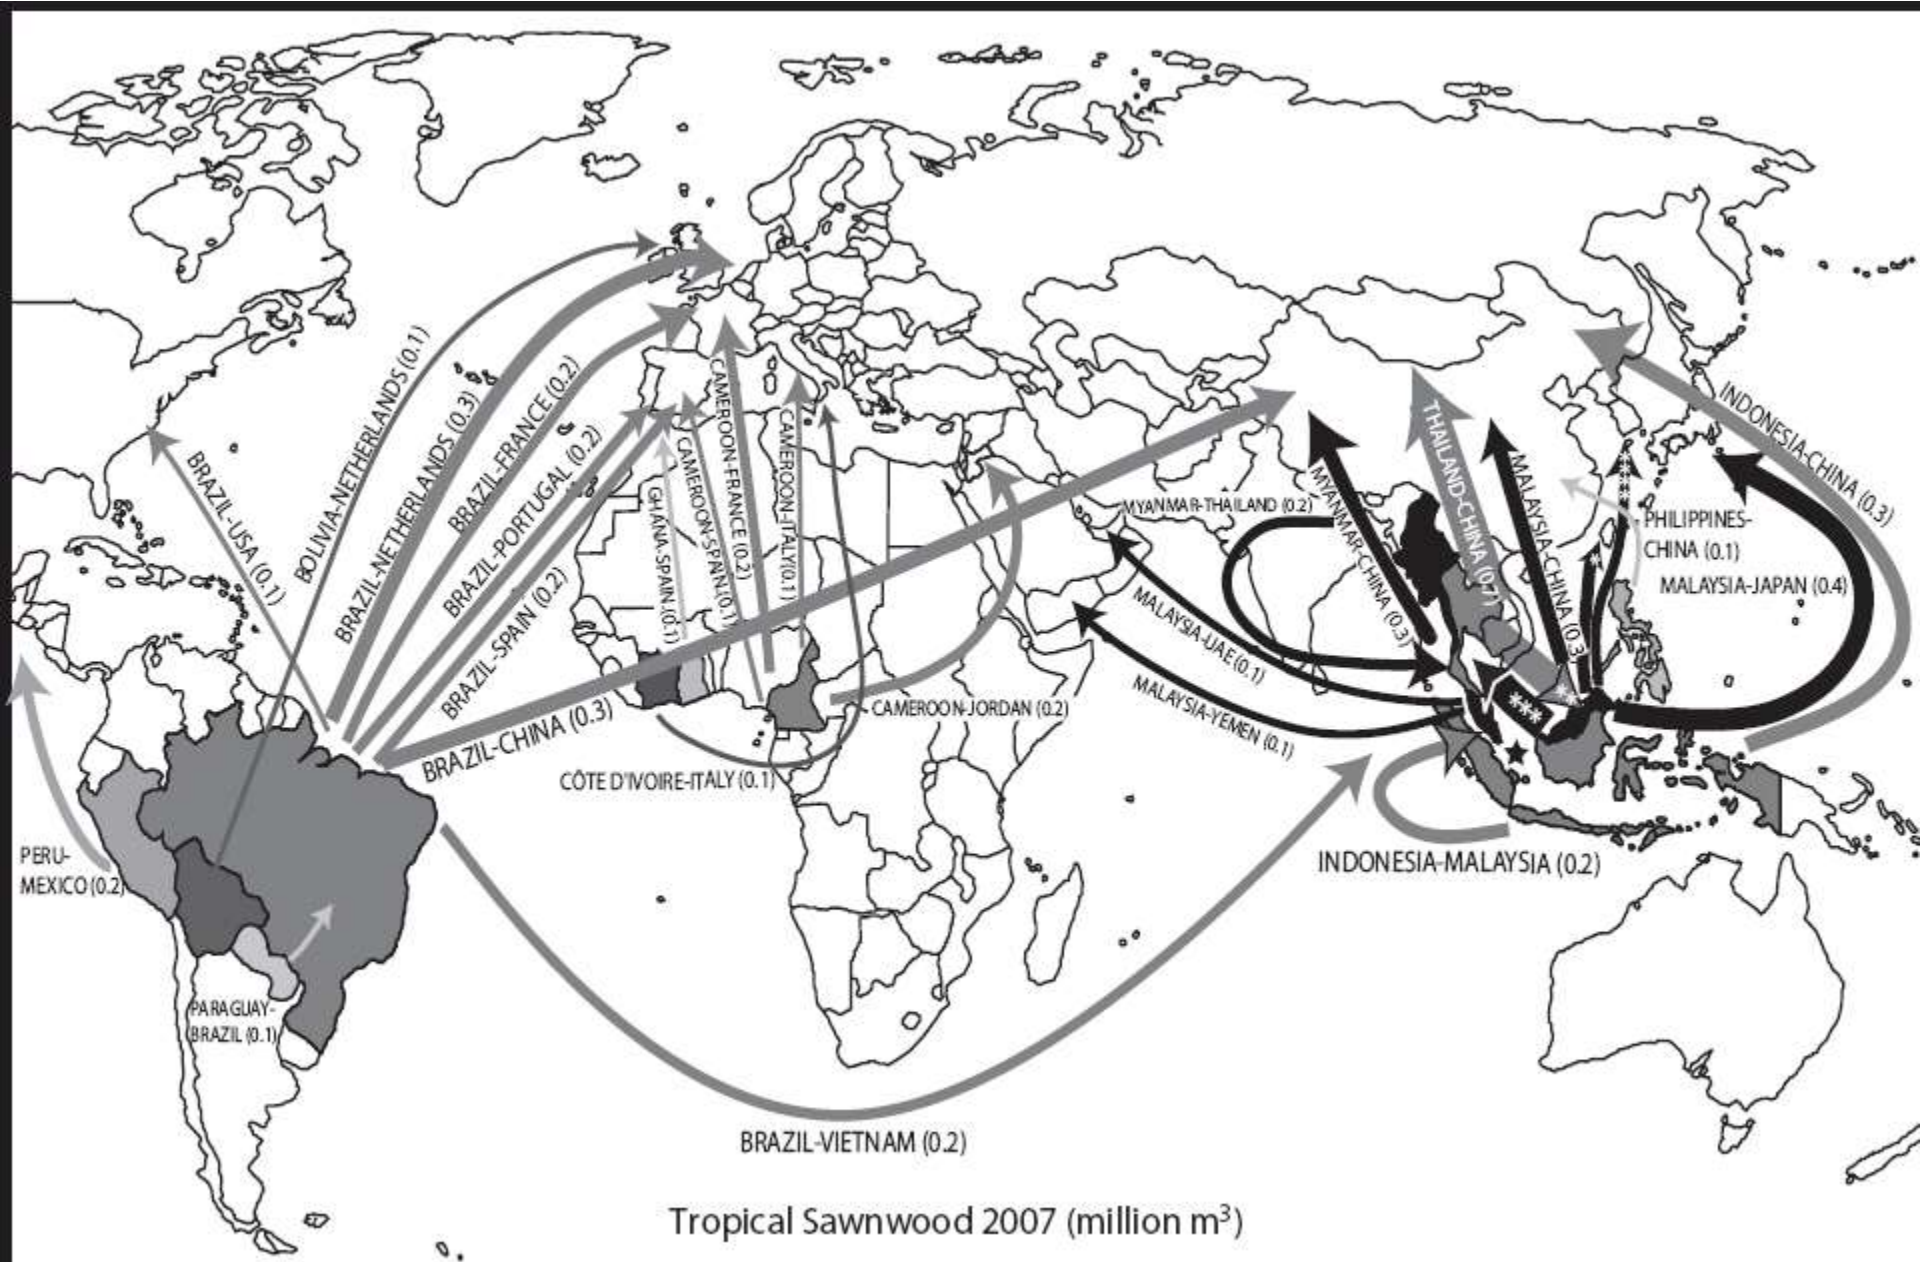 BRAZIL-USA (0.1)
BOLIVIA-NETHERLANDS (0.1)
BRAZIL-NETHERLANDS (0.3)
BRAZIL-FRANCE (0.2)
BRAZIL-PORTUGAL (0.2)
BRAZIL-SPAIN (0.2)
GHANA-SPAIN (0.1)
CAMEROON-SPAIN (0.1)
CAMEROON-FRANCE (0.2)
CAMEROON-ITALY (0.1)
BRAZIL-CHINA (0.3)
CÔTE D'IVOIRE-ITALY (0.1)
CAMEROON-JORDAN (0.2)
MYANMAR-THAILAND (0.2)
MYANMAR-CHINA (0.3)
THAILAND-CHINA (0.7)
MALAYSIA-CHINA (0.3)
INDONESIA-CHINA (0.3)
PHILIPPINES-
CHINA (0.1)
MALAYSIA-JAPAN (0.4)
MALAYSIA-UAE (0.1)
MALAYSIA-YEMEN (0.1)
INDONESIA-MALAYSIA (0.2)
PERU-
MEXICO (0.2)
PARAGUAY-
BRAZIL (0.1)
BRAZIL-VIETNAM (0.2)
Tropical Sawnwood 2007 (million m³)